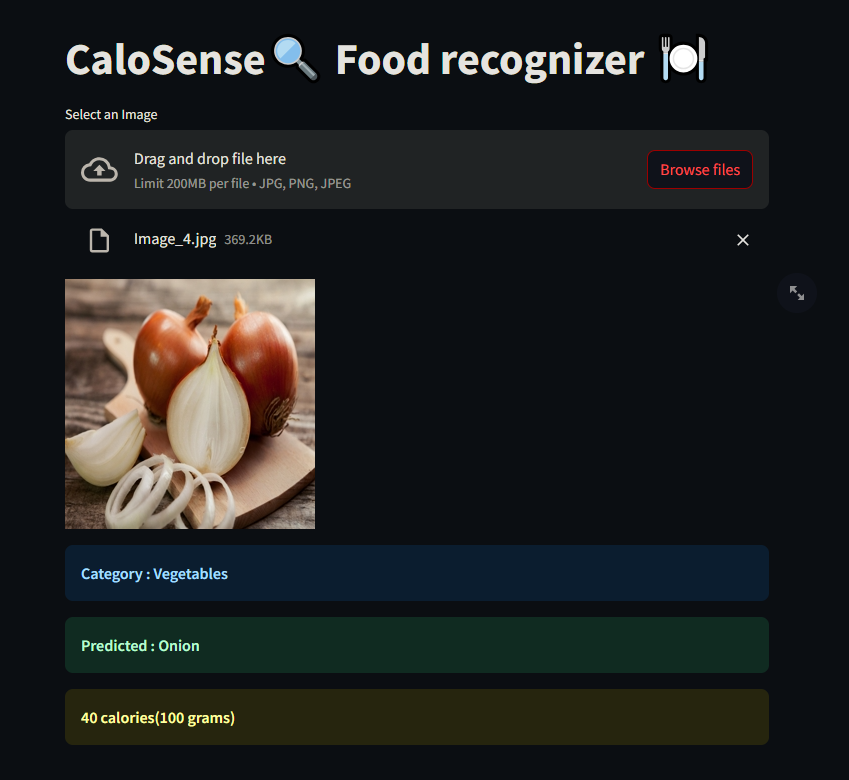 CaloSense🔍 Food recognizer 🍽️
Select an Image
Drag and drop file here
Limit 200MB per file • JPG, PNG, JPEG
Browse files
Image_4.jpg 369.2KB
Category : Vegetables
Predicted : Onion
40 calories(100 grams)